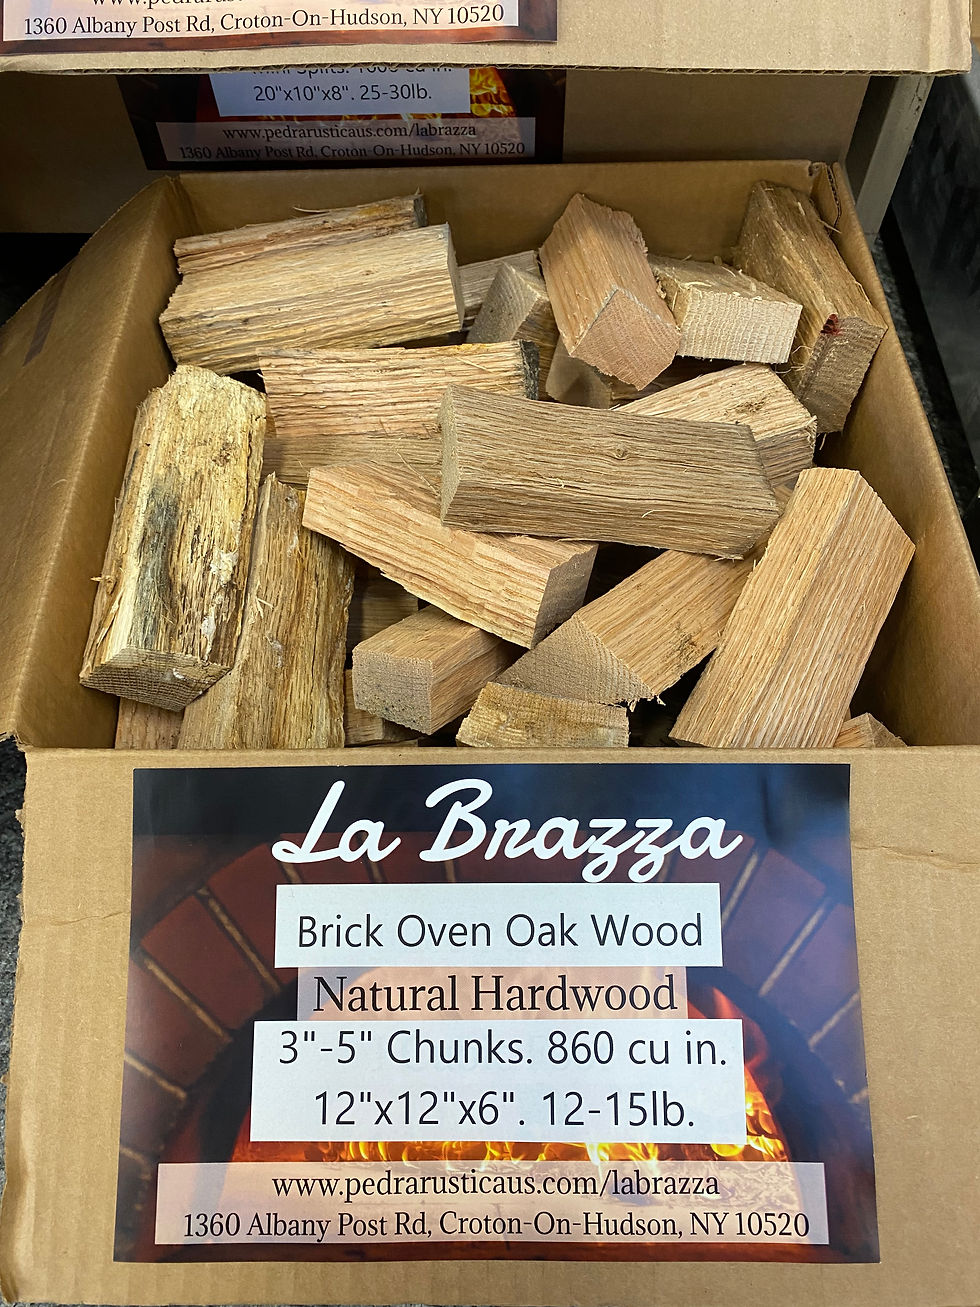 1360 Albany Post Rd, Croton-On-Hudson, NY 10520
20"x10"x8". 25-30lb.
www.pedrarusticaus.com/labrazza
1360 Albany Post Rd, Croton-On-Hudson, NY 10520
La Brazza
Brick Oven Oak Wood
Natural Hardwood
3"-5" Chunks. 860 cu in.
12"x12"x6". 12-15lb.
www.pedrarusticaus.com/labrazza
1360 Albany Post Rd, Croton-On-Hudson, NY 10520